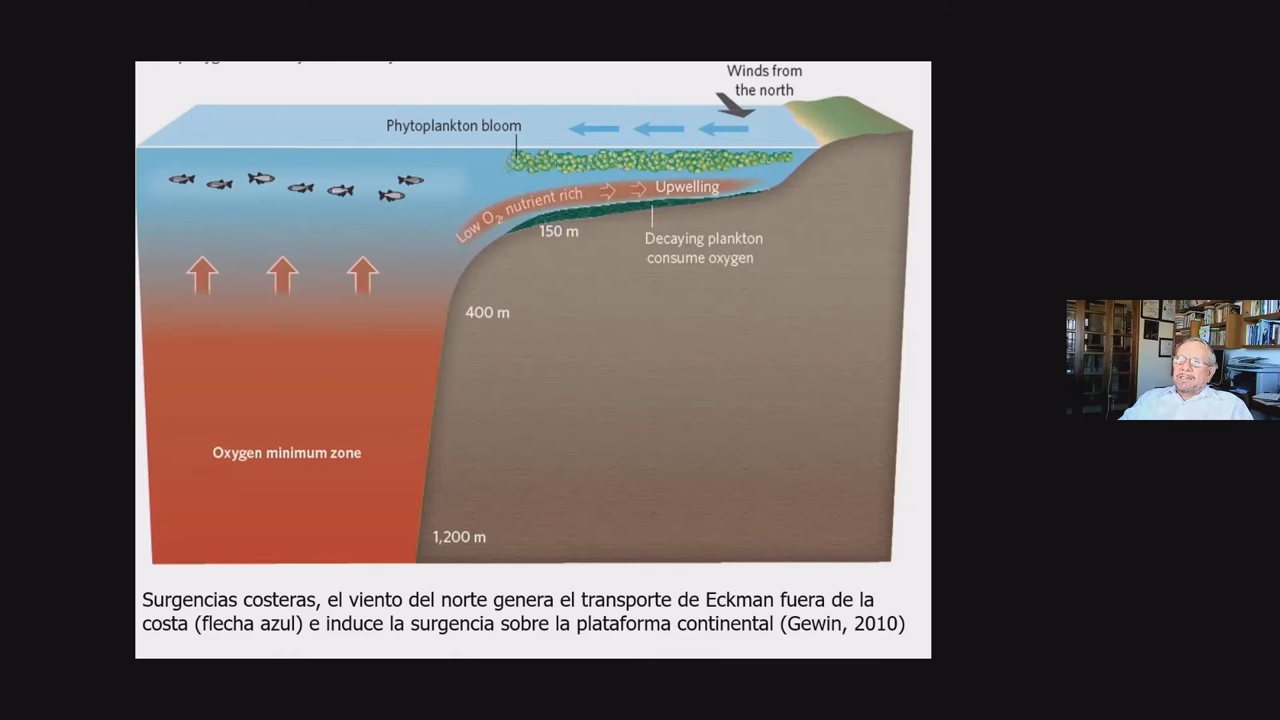 Winds from
the north
Phytoplankton bloom
Low O₂, nutrient rich
Upwelling
150 m
Decaying plankton
consume oxygen
400 m
Oxygen minimum zone
1,200 m
Surgencias costeras, el viento del norte genera el transporte de Eckman fuera de la
costa (flecha azul) e induce la surgencia sobre la plataforma continental (Gewin, 2010)